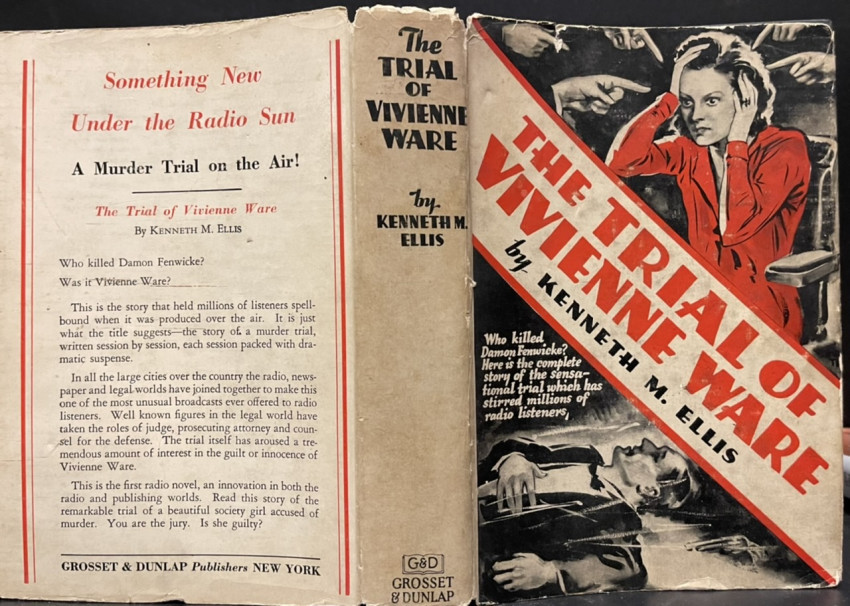 Something New
Under the Radio Sun
A Murder Trial on the Air!
The Trial of Vivienne Ware
By Kenneth M. Ellis
Who killed Damon Fenwicke?
Was it Vivienne Ware?
This is the story that held millions of listeners spell-
bound when it was produced over the air. It is just
what the title suggests—the story of a murder trial,
written session by session, each session packed with dra-
matic suspense.
In all the large cities over the country the radio, news-
paper and legal worlds have joined together to make this
one of the most unusual broadcasts ever offered to radio
listeners. Well known figures in the legal world have
taken the roles of judge, prosecuting attorney and coun-
sel for the defense. The trial itself has aroused a tre-
mendous amount of interest in the guilt or innocence of
Vivienne Ware.
This is the first radio novel, an innovation in both the
radio and publishing worlds. Read this story of the
remarkable trial of a beautiful society girl accused of
murder. You are the jury. Is she guilty?
GROSSET & DUNLAP Publishers NEW YORK
The
TRIAL
OF
VIVIENNE
WARE
by
KENNETH M.
ELLIS
G&D
GROSSET
& DUNLAP
THE TRIAL OF
VIVIENNE WARE
by KENNETH M. ELLIS
Who killed
Damon Fenwicke?
Here is the complete
story of the sensa-
tional trial which has
stirred millions of
radio listeners,